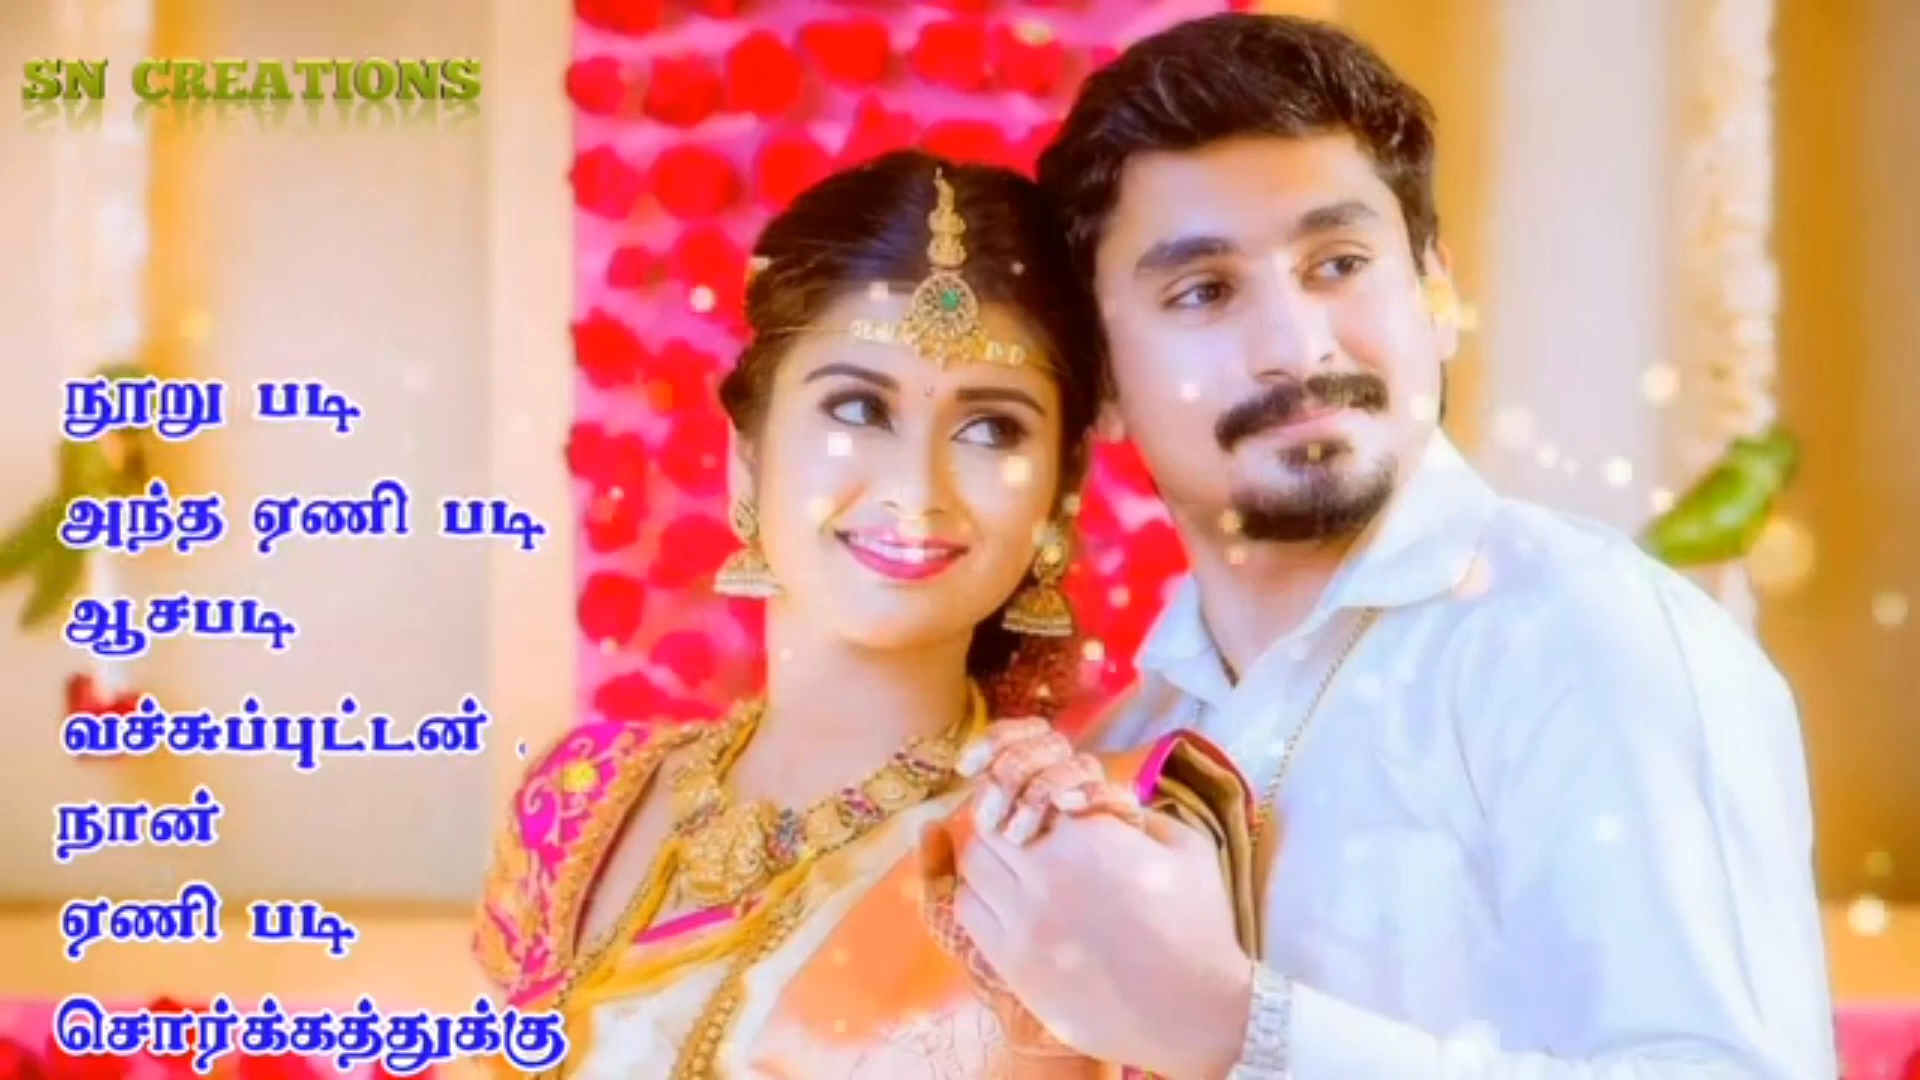 SN CREATIONS
நூறு படி
அந்த ஏணி படி
ஆசபடி
வச்சுப்புட்டன் .
நான்
ஏணி படி
சொர்க்கத்துக்கு